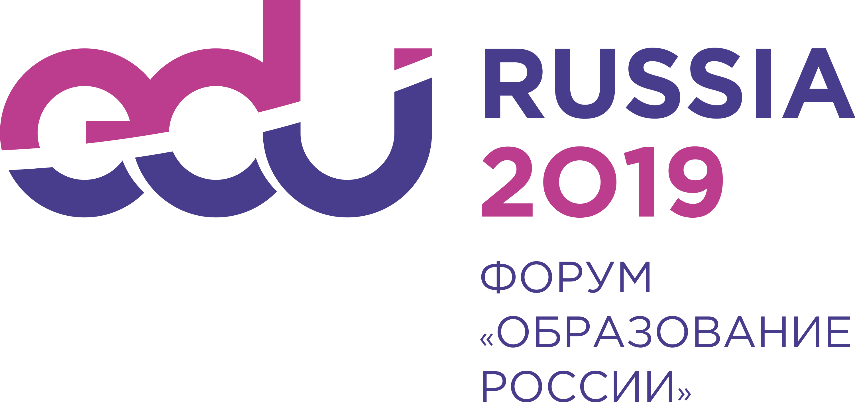 edu
RUSSIA
2019
ФОРУМ
«ОБРАЗОВАНИЕ
РОССИИ»